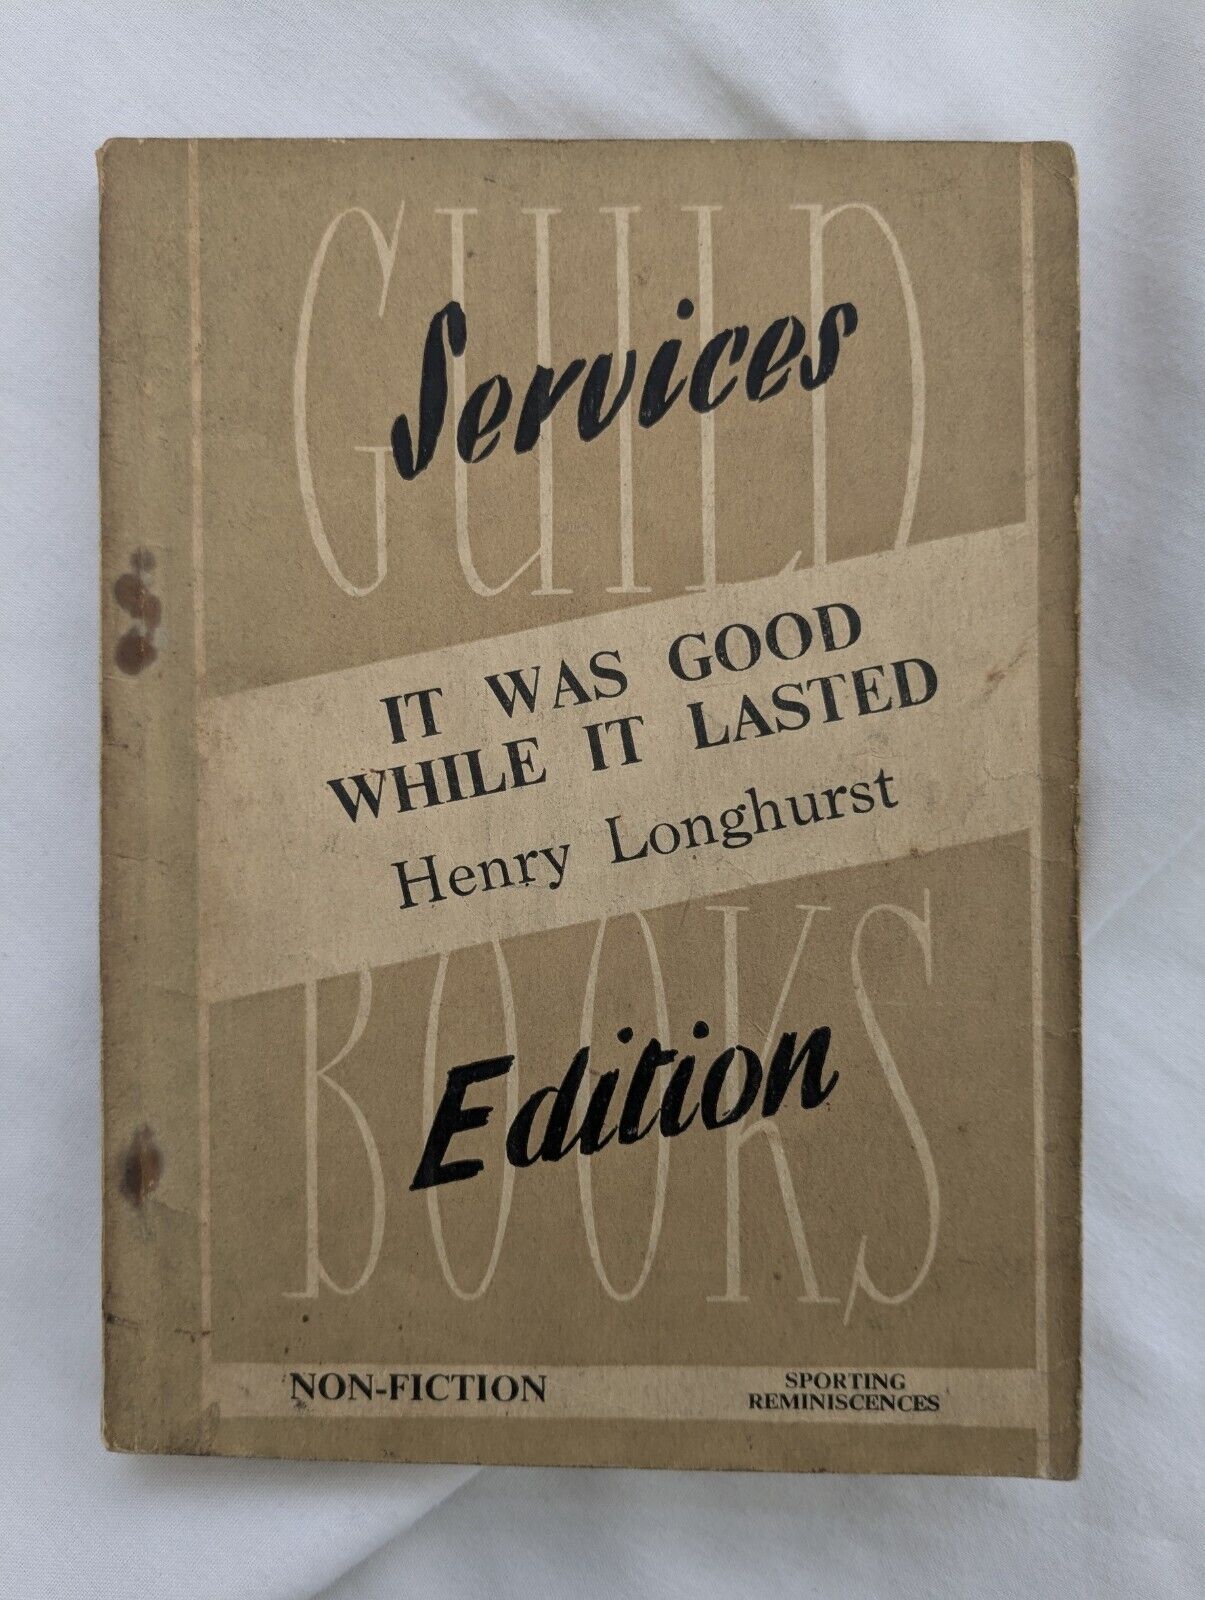 GUILD
Services
IT WAS GOOD
WHILE IT LASTED
Henry Longhurst
BOOKS
Edition
NON-FICTION
SPORTING
REMINISCENCES